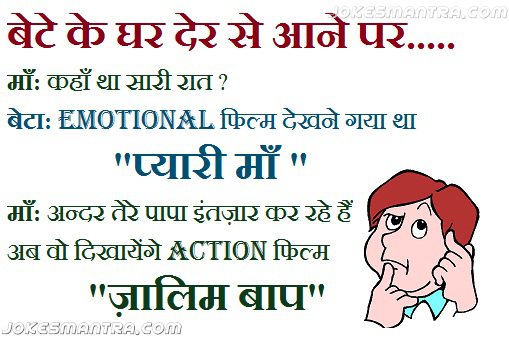 JOKESMANTRA.COM
बेटे के घर देर से आने पर.....
माँ: कहाँ था सारी रात ?
बेटा: EMOTIONAL फिल्म देखने गया था
"प्यारी माँ "
माँ: अन्दर तेरे पापा इंतज़ार कर रहे हैं
अब वो दिखायेंगे ACTION फिल्म
"ज़ालिम बाप"
JOKESMANTRA.COM